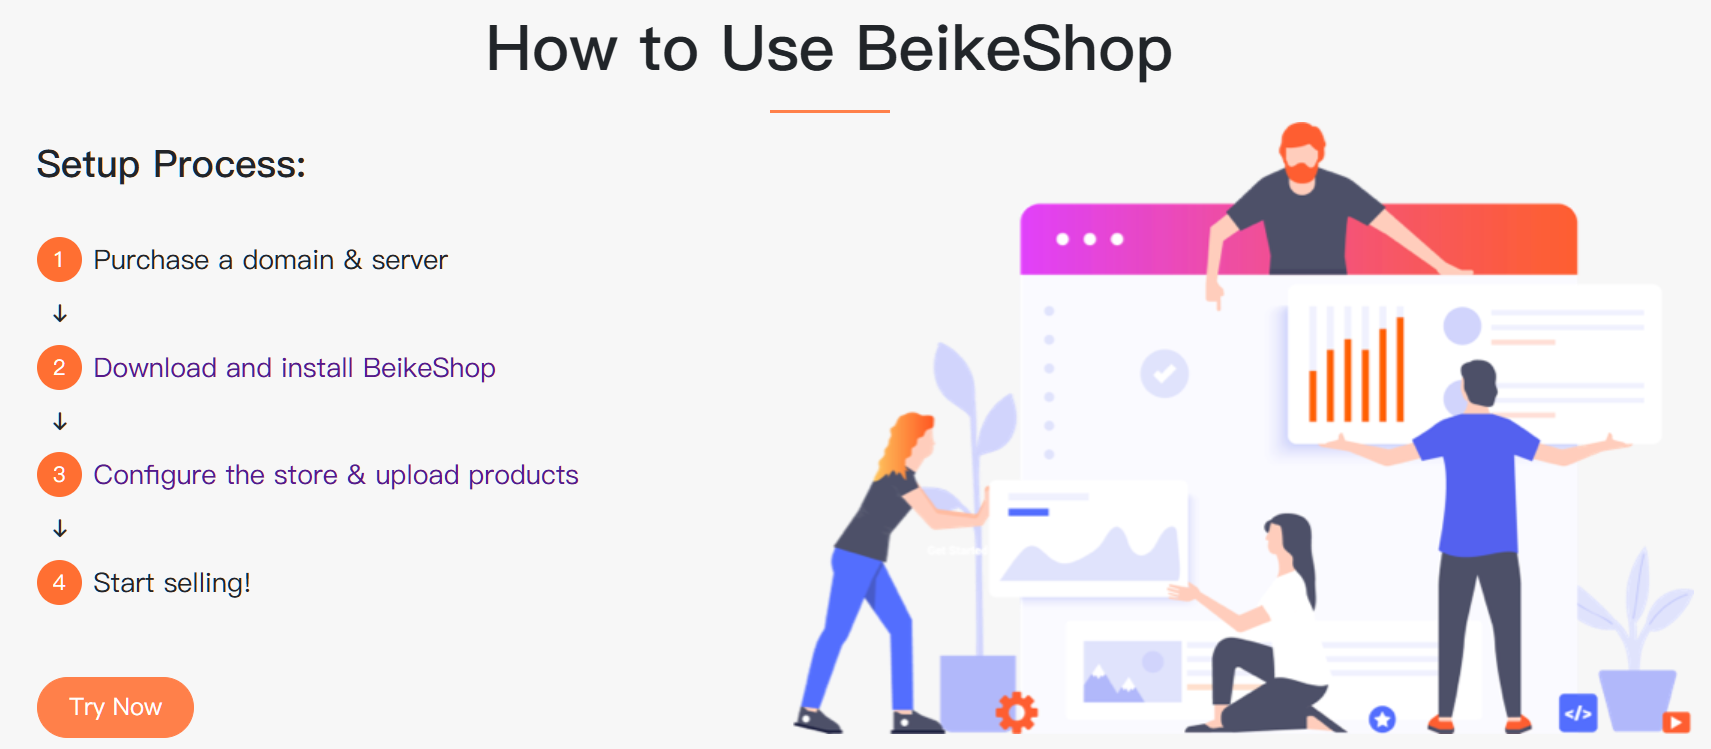 How to Use BeikeShop
Setup Process:
1 Purchase a domain & server
↓
2 Download and install BeikeShop
↓
3 Configure the store & upload products
↓
4 Start selling!
Try Now
</>